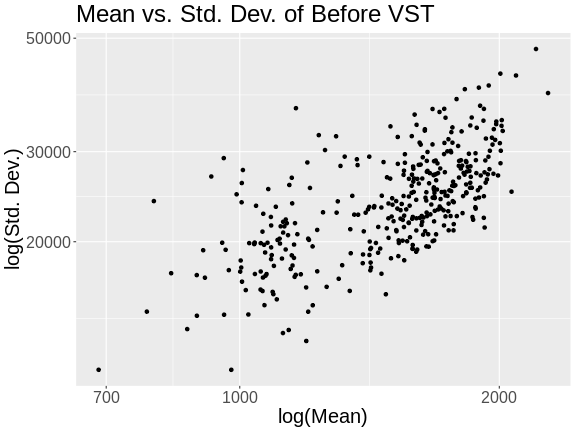 Mean vs. Std. Dev. of Before VST
log(Std. Dev.)
50000
30000
20000
700 1000 2000
log(Mean)